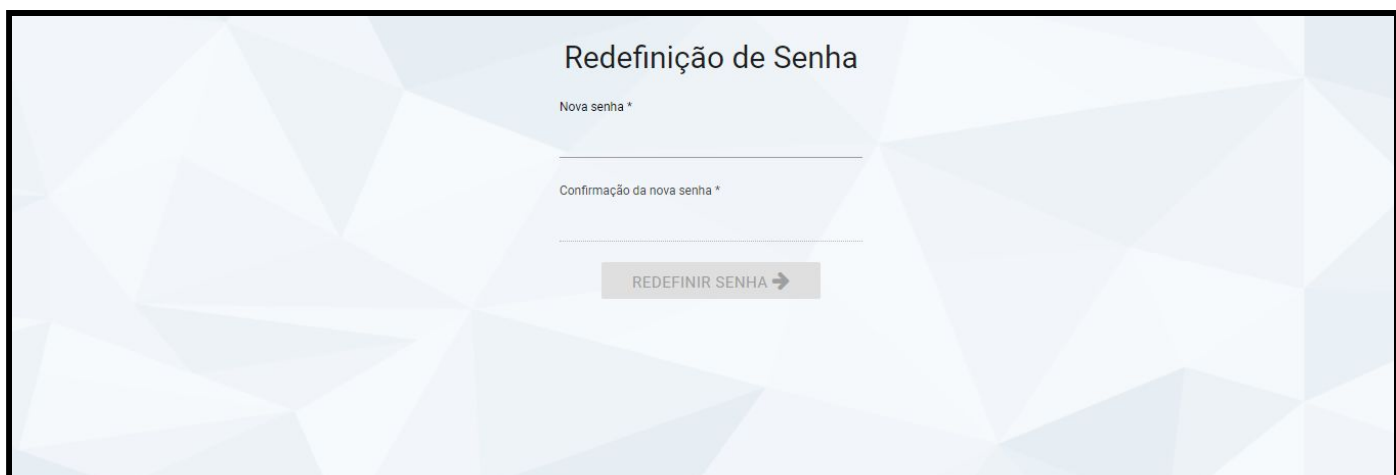 Redefinição de Senha
Nova senha *
Confirmação da nova senha *
REDEFINIR SENHA